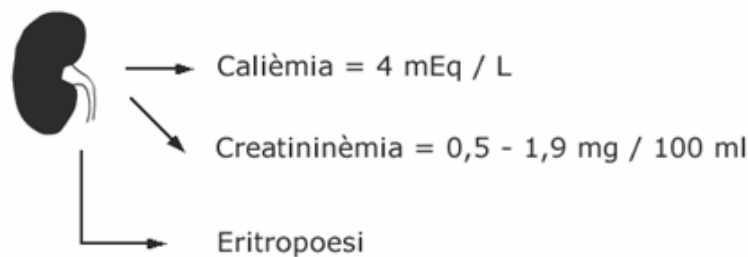 Calièmia = 4 mEq / L
Creatininèmia = 0,5 - 1,9 mg / 100 ml
Eritropoesi